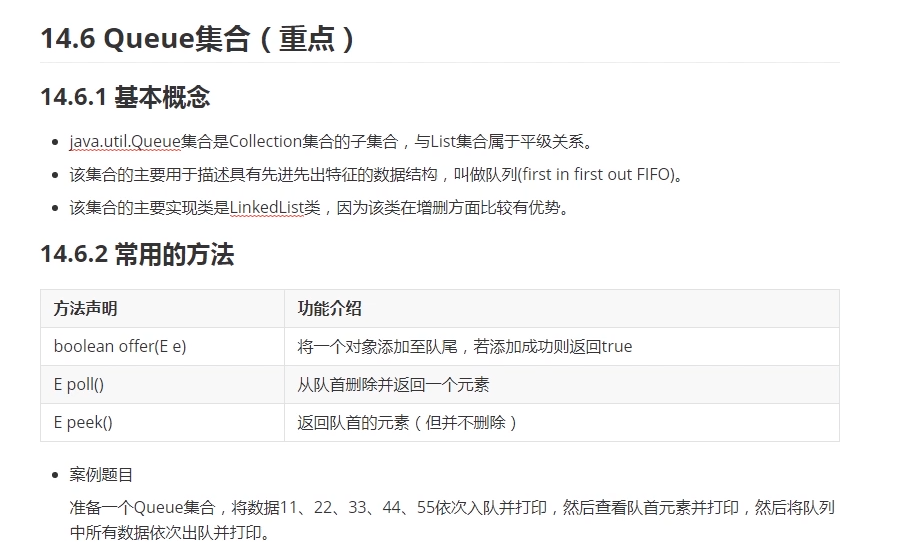 14.6 Queue集合（重点）
14.6.1 基本概念
java.util.Queue集合是Collection集合的子集合，与List集合属于平级关系。
该集合的主要用于描述具有先进先出特征的数据结构，叫做队列(first in first out FIFO)。
该集合的主要实现类是LinkedList类，因为该类在增删方面比较有优势。
14.6.2 常用的方法
方法声明 功能介绍
boolean offer(E e) 将一个对象添加至队尾，若添加成功则返回true
E poll() 从队首删除并返回一个元素
E peek() 返回队首的元素（但并不删除）
案例题目
准备一个Queue集合，将数据11、22、33、44、55依次入队并打印，然后查看队首元素并打印，然后将队列
中所有数据依次出队并打印。